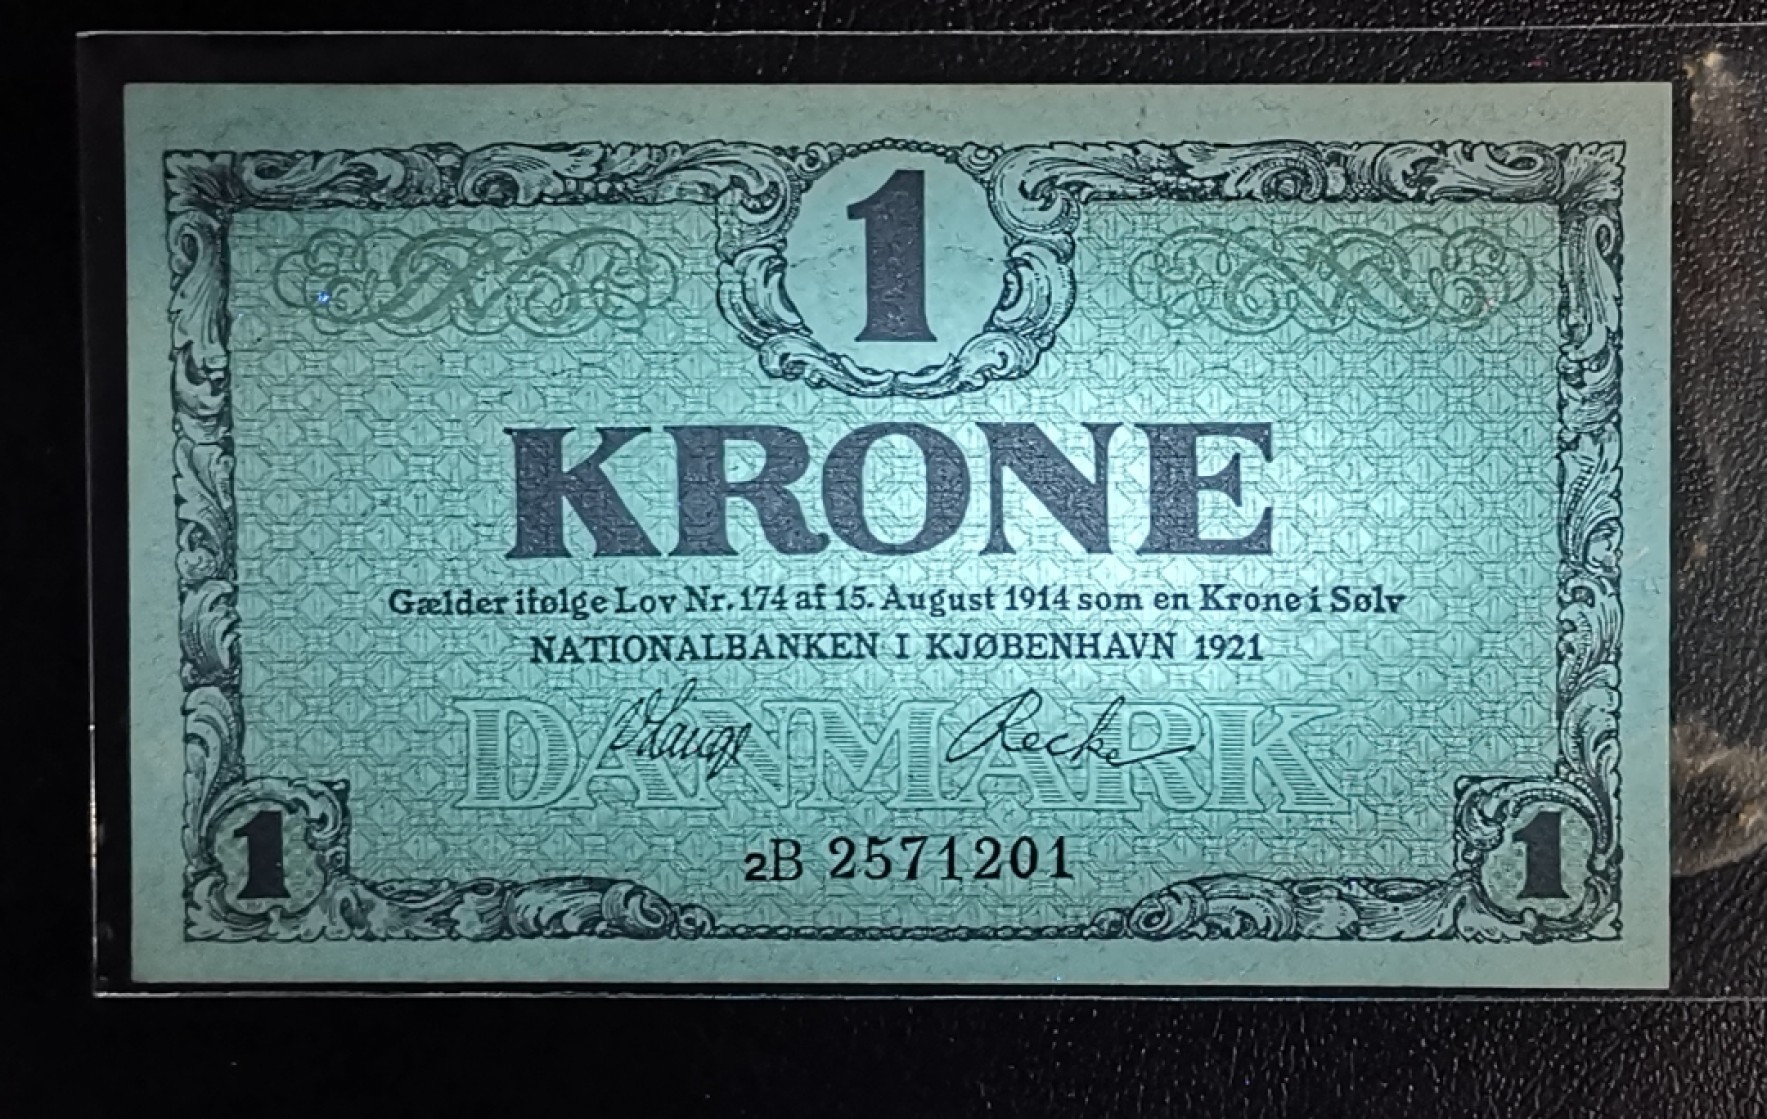 1
KRONE
Gælder ifølge Lov Nr. 174 af 15. August 1914 som en Krone i Sølv
NATIONALBANKEN I KJØBENHAVN 1921
DANMARK
V Lange Recke
1 2B 2571201 1